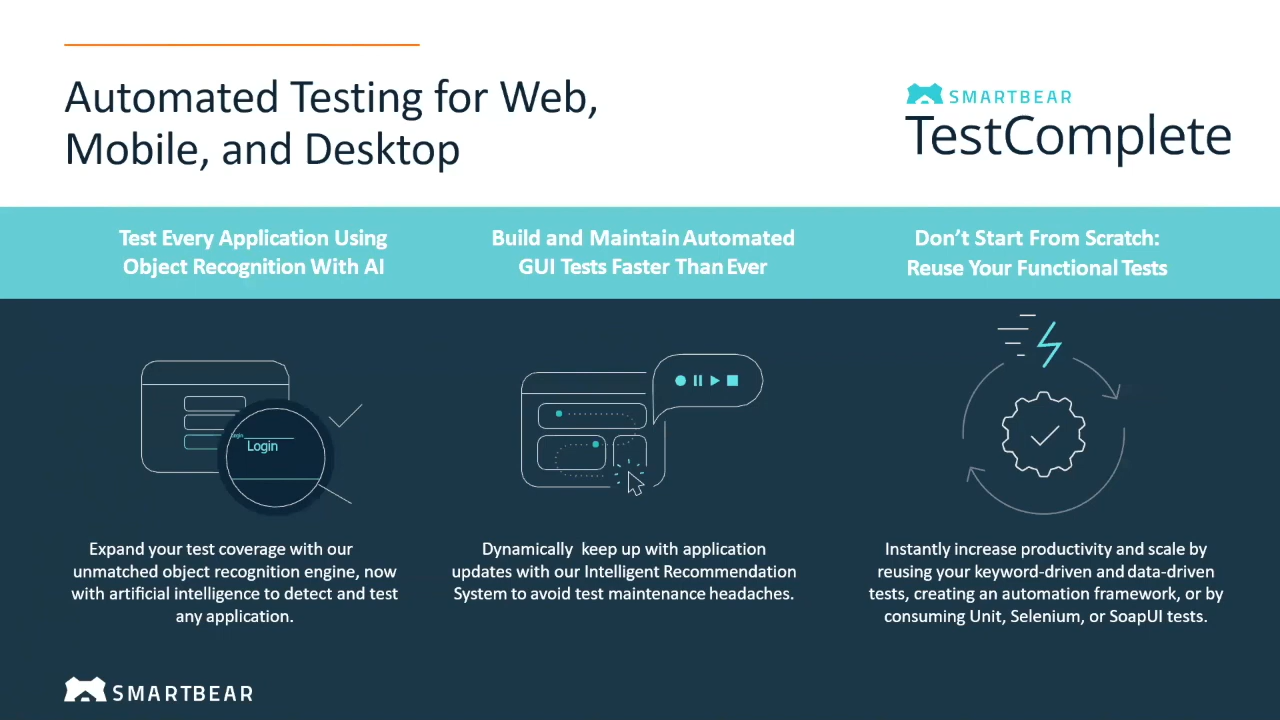 Automated Testing for Web,
Mobile, and Desktop
SMARTBEAR
TestComplete
Test Every Application Using
Object Recognition With AI
Build and Maintain Automated
GUI Tests Faster Than Ever
Don’t Start From Scratch:
Reuse Your Functional Tests
Login
Login
Expand your test coverage with our
unmatched object recognition engine, now
with artificial intelligence to detect and test
any application.
Dynamically keep up with application
updates with our Intelligent Recommendation
System to avoid test maintenance headaches.
Instantly increase productivity and scale by
reusing your keyword-driven and data-driven
tests, creating an automation framework, or by
consuming Unit, Selenium, or SoapUI tests.
SMARTBEAR